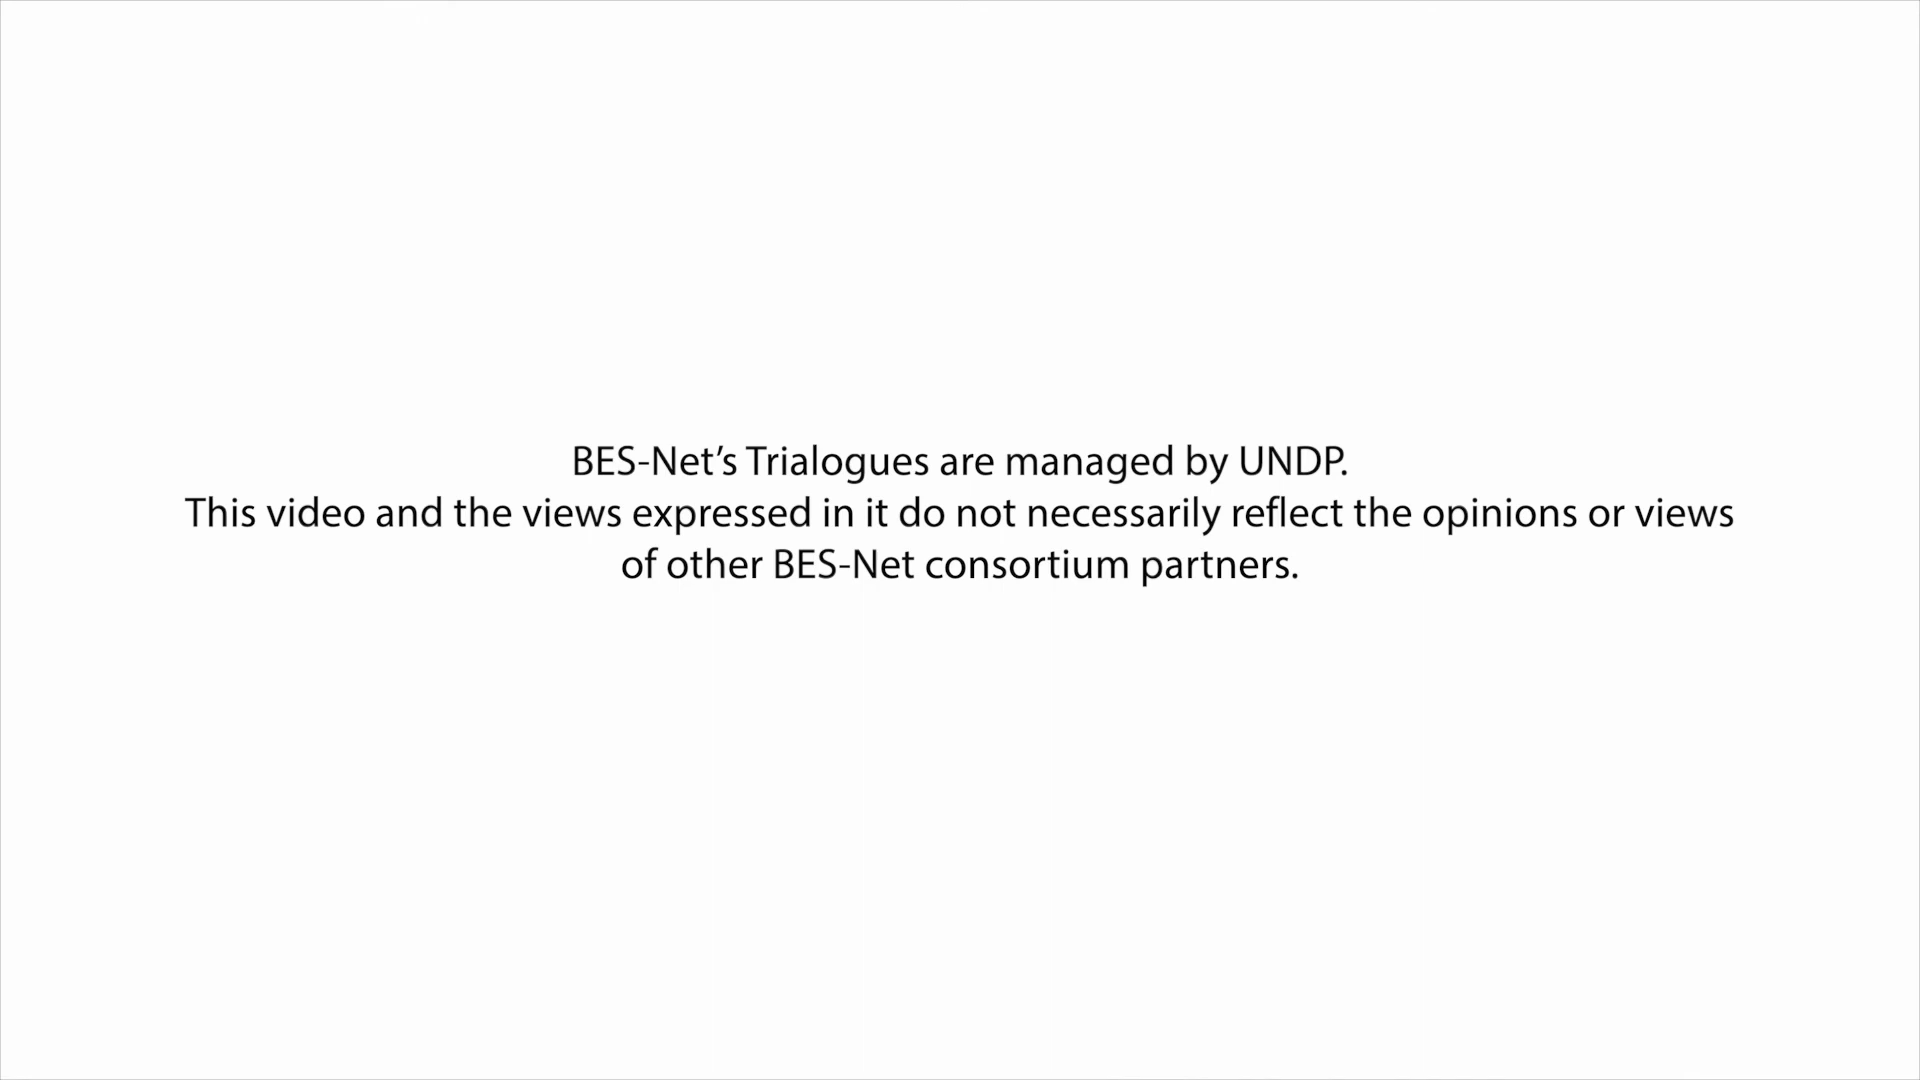 BES-Net’s Trialogues are managed by UNDP.
This video and the views expressed in it do not necessarily reflect the opinions or views
of other BES-Net consortium partners.